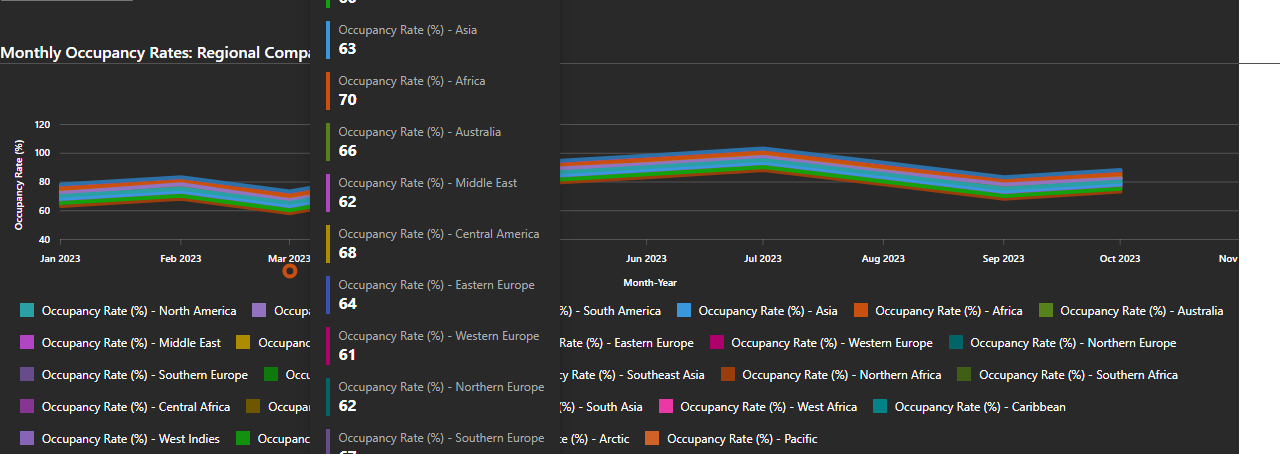 Monthly Occupancy Rates: Regional Compa
Occupancy Rate (%) - Asia
63
Occupancy Rate (%) - Africa
70
Occupancy Rate (%) - Australia
66
Occupancy Rate (%) - Middle East
62
Occupancy Rate (%) - Central America
68
Occupancy Rate (%) - Eastern Europe
64
Occupancy Rate (%) - Western Europe
61
Occupancy Rate (%) - Northern Europe
62
Occupancy Rate (%) - Southern Europe
67
Occupancy Rate (%)
120
100
80
60
40
Jan 2023 Feb 2023 Mar 2023 Jun 2023 Jul 2023 Aug 2023 Sep 2023 Oct 2023 Nov
Month-Year
Occupancy Rate (%) - North America Occupa %) - South America Occupancy Rate (%) - Asia Occupancy Rate (%) - Africa Occupancy Rate (%) - Australia
Occupancy Rate (%) - Middle East Occupanc Rate (%) - Eastern Europe Occupancy Rate (%) - Western Europe Occupancy Rate (%) - Northern Europe
Occupancy Rate (%) - Southern Europe Occu cy Rate (%) - Southeast Asia Occupancy Rate (%) - Northern Africa Occupancy Rate (%) - Southern Africa
Occupancy Rate (%) - Central Africa Occupa %) - South Asia Occupancy Rate (%) - West Africa Occupancy Rate (%) - Caribbean
Occupancy Rate (%) - West Indies Occupanc te (%) - Arctic Occupancy Rate (%) - Pacific